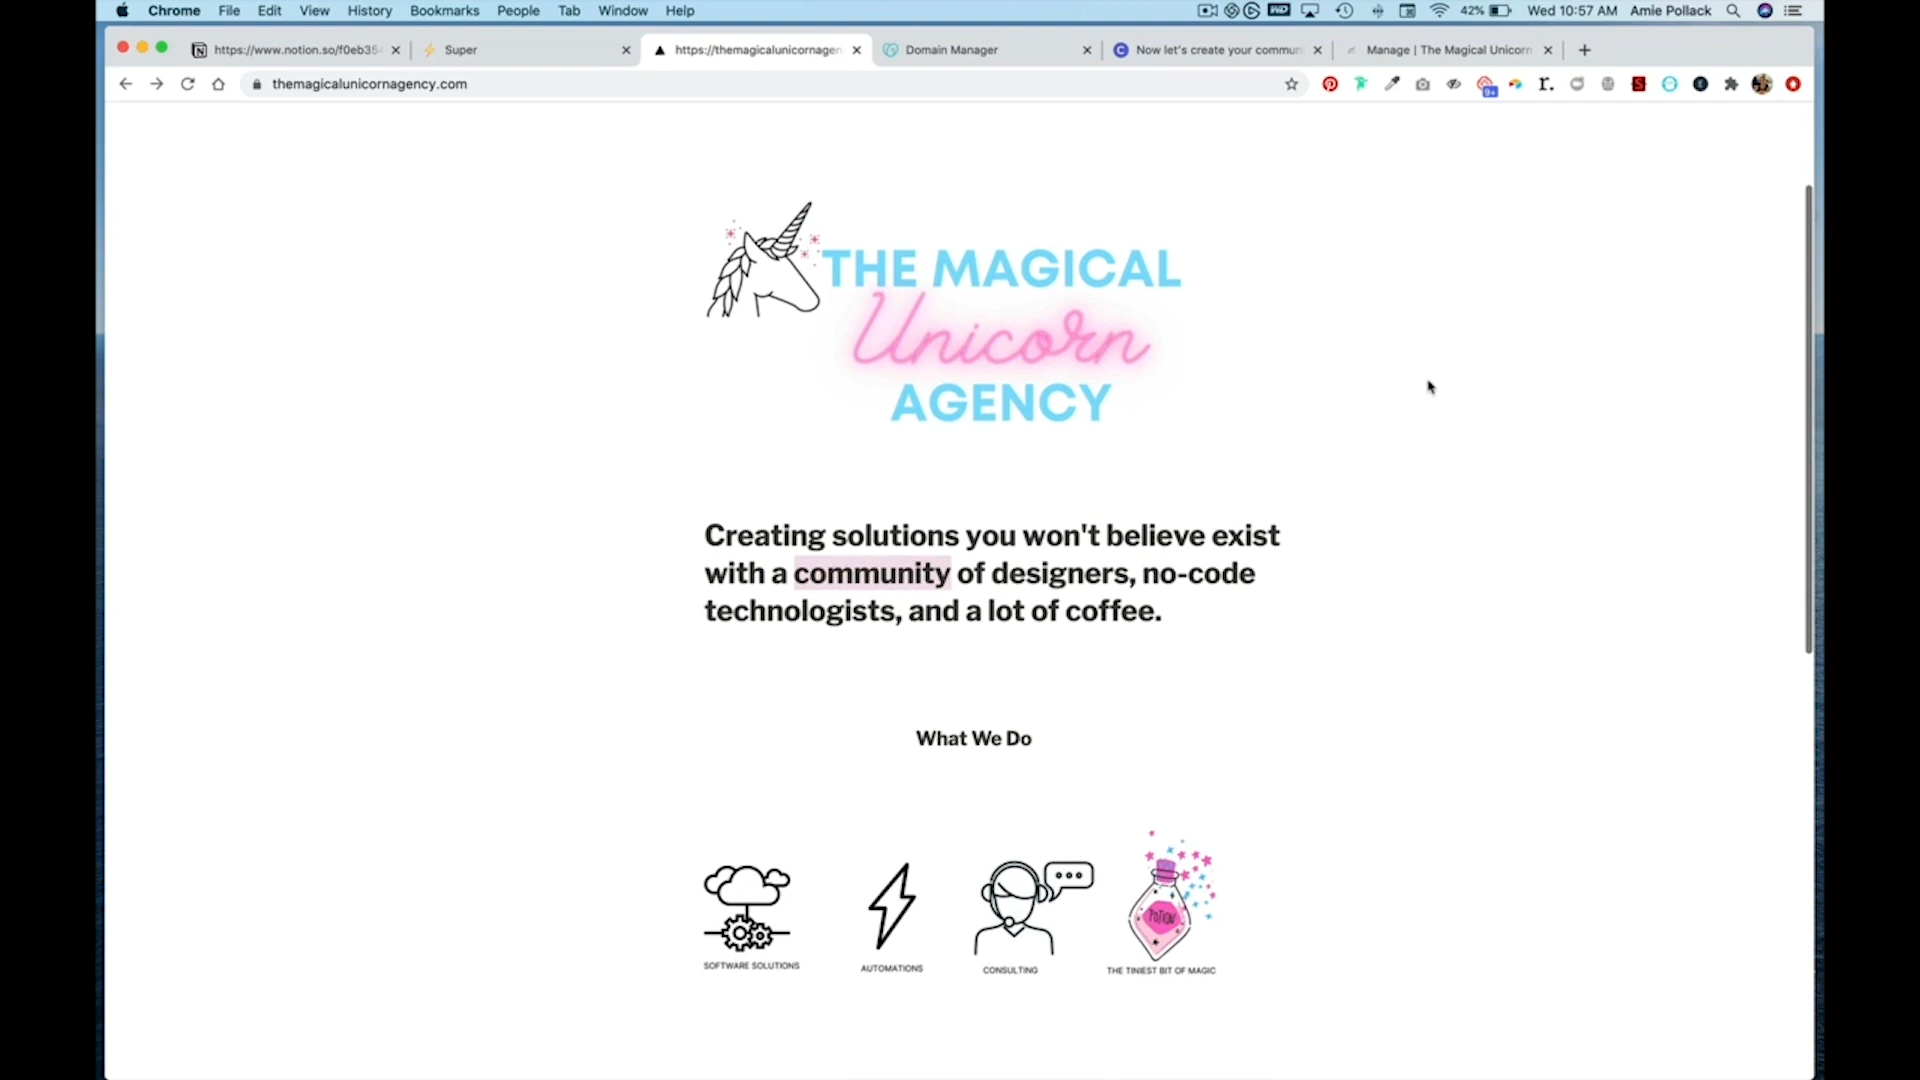 Chrome File Edit View History Bookmarks People Tab Window Help 42% Wed 10:57 AM Amie Pollack
https://www.notion.so/f0eb354 Super https://themagicalunicornagen Domain Manager Now let's create your commun Manage | The Magical Unicorn
themagicalunicornagency.com
9+
THE MAGICAL
Unicorn
AGENCY
Creating solutions you won't believe exist
with a community of designers, no-code
technologists, and a lot of coffee.
What We Do
POTION
SOFTWARE SOLUTIONS AUTOMATIONS CONSULTING THE TINIEST BIT OF MAGIC